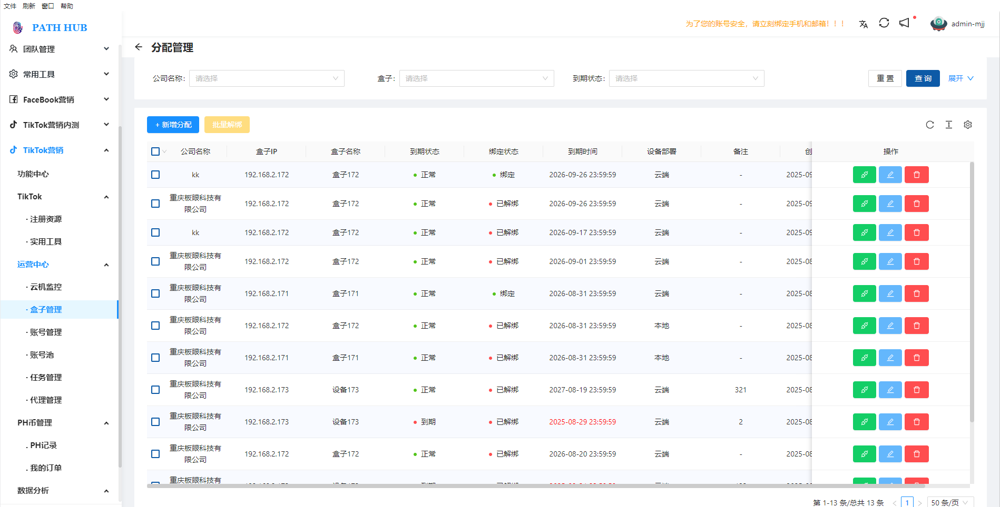 文件 刷新 窗口 帮助
PATH HUB
为了您的账号安全，请立刻绑定手机和邮箱！！！
admin-mjj
团队管理
常用工具
FaceBook营销
TikTok营销内测
TikTok营销
功能中心
TikTok
· 注册资源
· 实用工具
运营中心
· 云机监控
· 盒子管理
· 账号管理
· 账号池
· 任务管理
· 代理管理
PH币管理
. PH记录
. 我的订单
数据分析
分配管理
公司名称: 请选择 盒子: 请选择 到期状态: 请选择 重 置 查 询 展开
+ 新增分配 批量解绑
公司名称 盒子IP 盒子名称 到期状态 绑定状态 到期时间 设备部署 备注 创 操作
kk 192.168.2.172 盒子172 正常 绑定 2026-09-26 23:59:59 云端 - 2025-09
重庆板眼科技有限公司 192.168.2.172 盒子172 正常 已解绑 2026-09-26 23:59:59 云端 - 2025-09
kk 192.168.2.172 盒子172 正常 已解绑 2026-09-17 23:59:59 云端 - 2025-09
重庆板眼科技有限公司 192.168.2.172 盒子172 正常 已解绑 2026-09-01 23:59:59 云端 - 2025-08
重庆板眼科技有限公司 192.168.2.171 盒子171 正常 绑定 2026-08-31 23:59:59 云端 - 2025-08
重庆板眼科技有限公司 192.168.2.172 盒子172 正常 已解绑 2026-08-31 23:59:59 本地 - 2025-08
重庆板眼科技有限公司 192.168.2.171 盒子171 正常 已解绑 2026-08-31 23:59:59 本地 - 2025-08
重庆板眼科技有限公司 192.168.2.173 设备173 正常 已解绑 2027-08-19 23:59:59 云端 321 2025-08
重庆板眼科技有限公司 192.168.2.173 设备173 到期 已解绑 2025-08-29 23:59:59 云端 2 2025-08
重庆板眼科技有限公司 192.168.2.172 盒子172 正常 已解绑 2026-08-20 23:59:59 云端 - 2025-08
重庆板眼科技有
第 1-13 条/总共 13 条 < 1 > 50 条/页